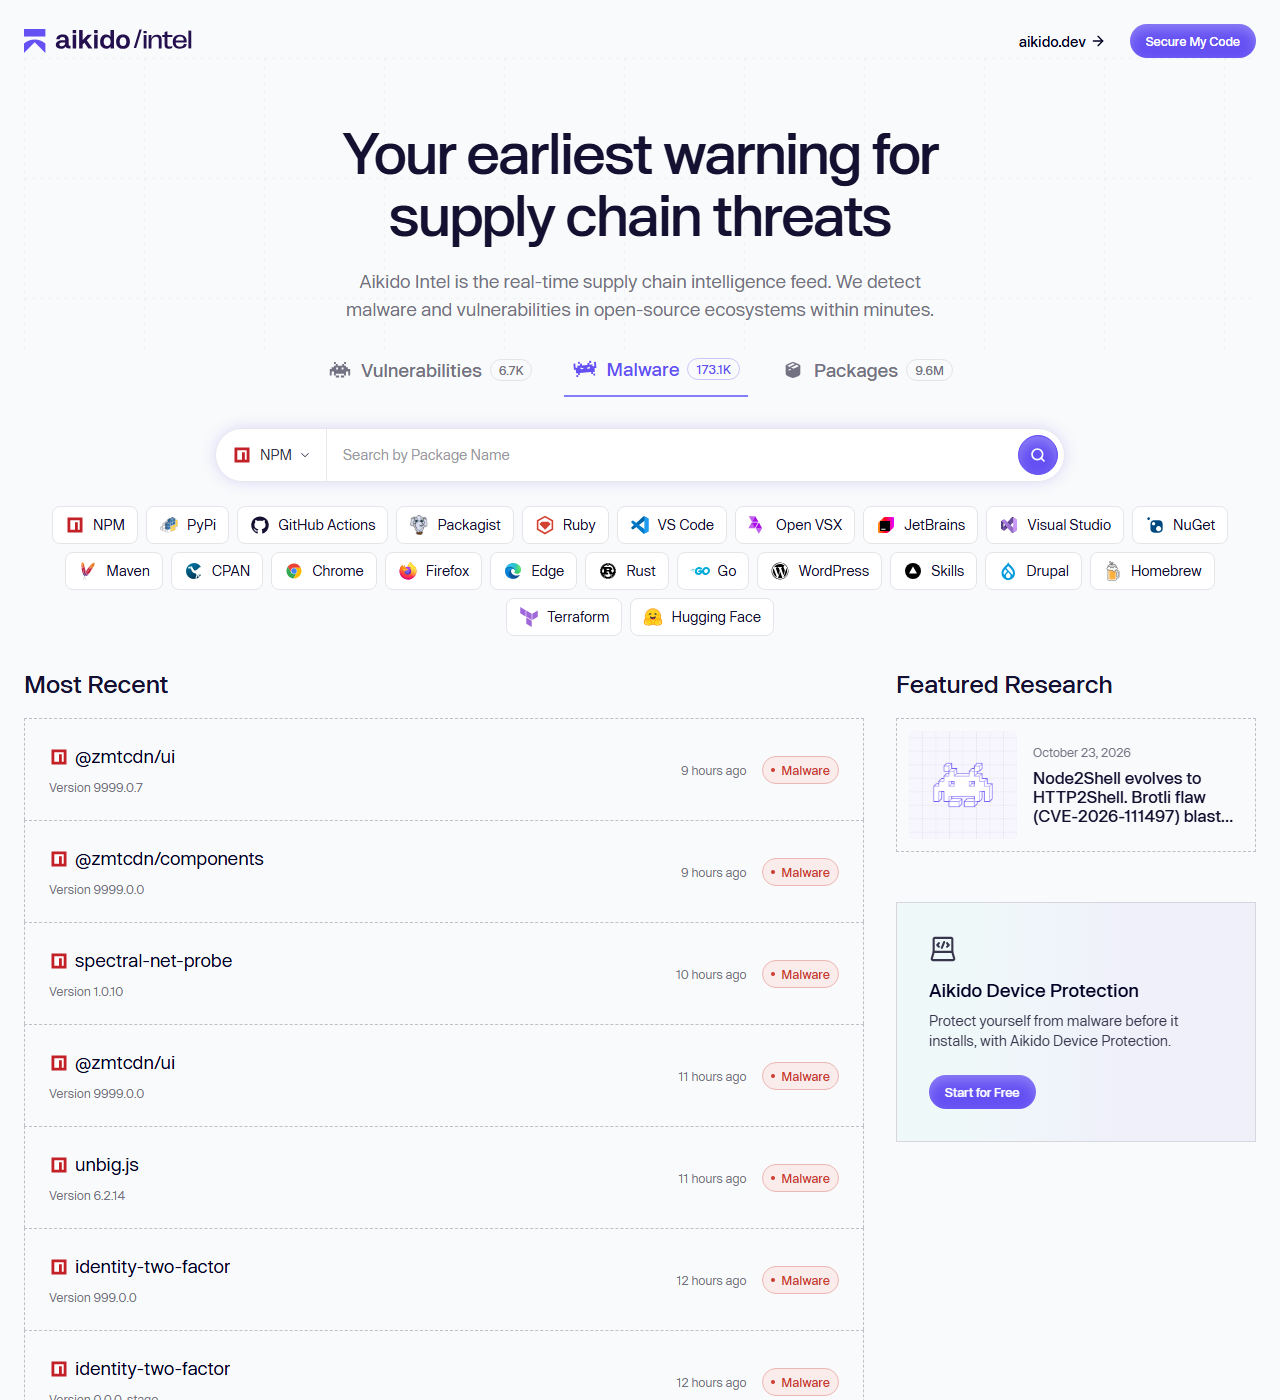 aikido/intel
aikido.dev →
Secure My Code
Your earliest warning for
supply chain threats
Aikido Intel is the real-time supply chain intelligence feed. We detect
malware and vulnerabilities in open-source ecosystems within minutes.
Vulnerabilities 6.7K
Malware 173.1K
Packages 9.6M
NPM
Search by Package Name
NPM
PyPi
GitHub Actions
Packagist
Ruby
VS Code
Open VSX
JetBrains
Visual Studio
NuGet
Maven
CPAN
Chrome
Firefox
Edge
Rust
Go
WordPress
Skills
Drupal
Homebrew
Terraform
Hugging Face
Most Recent
@zmtcdn/ui
Version 9999.0.7
9 hours ago
Malware
@zmtcdn/components
Version 9999.0.0
9 hours ago
Malware
spectral-net-probe
Version 1.0.10
10 hours ago
Malware
@zmtcdn/ui
Version 9999.0.0
11 hours ago
Malware
unbig.js
Version 6.2.14
11 hours ago
Malware
identity-two-factor
Version 999.0.0
12 hours ago
Malware
identity-two-factor
Version 0.0.0-stage
12 hours ago
Malware
Featured Research
October 23, 2026
Node2Shell evolves to
HTTP2Shell. Brotli flaw
(CVE-2026-111497) blast...
Aikido Device Protection
Protect yourself from malware before it
installs, with Aikido Device Protection.
Start for Free